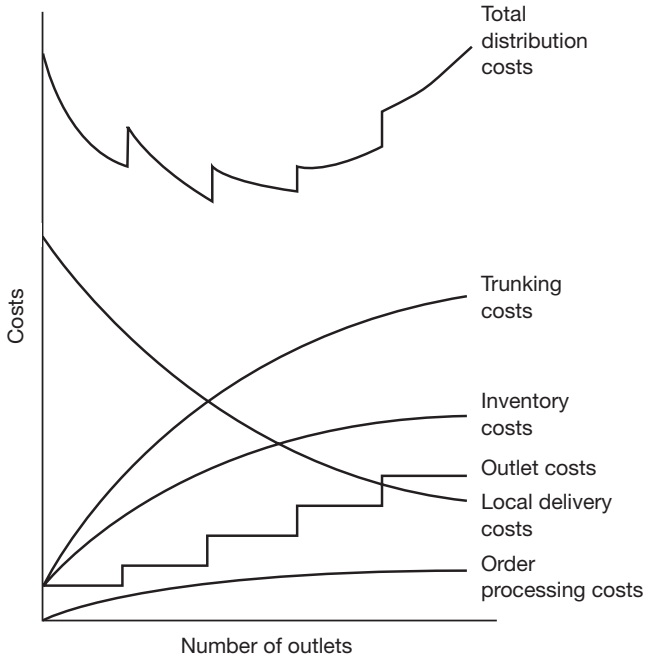 Total
distribution
costs
Trunking
costs
Costs
Inventory
costs
Outlet costs
Local delivery
costs
Order
processing costs
Number of outlets